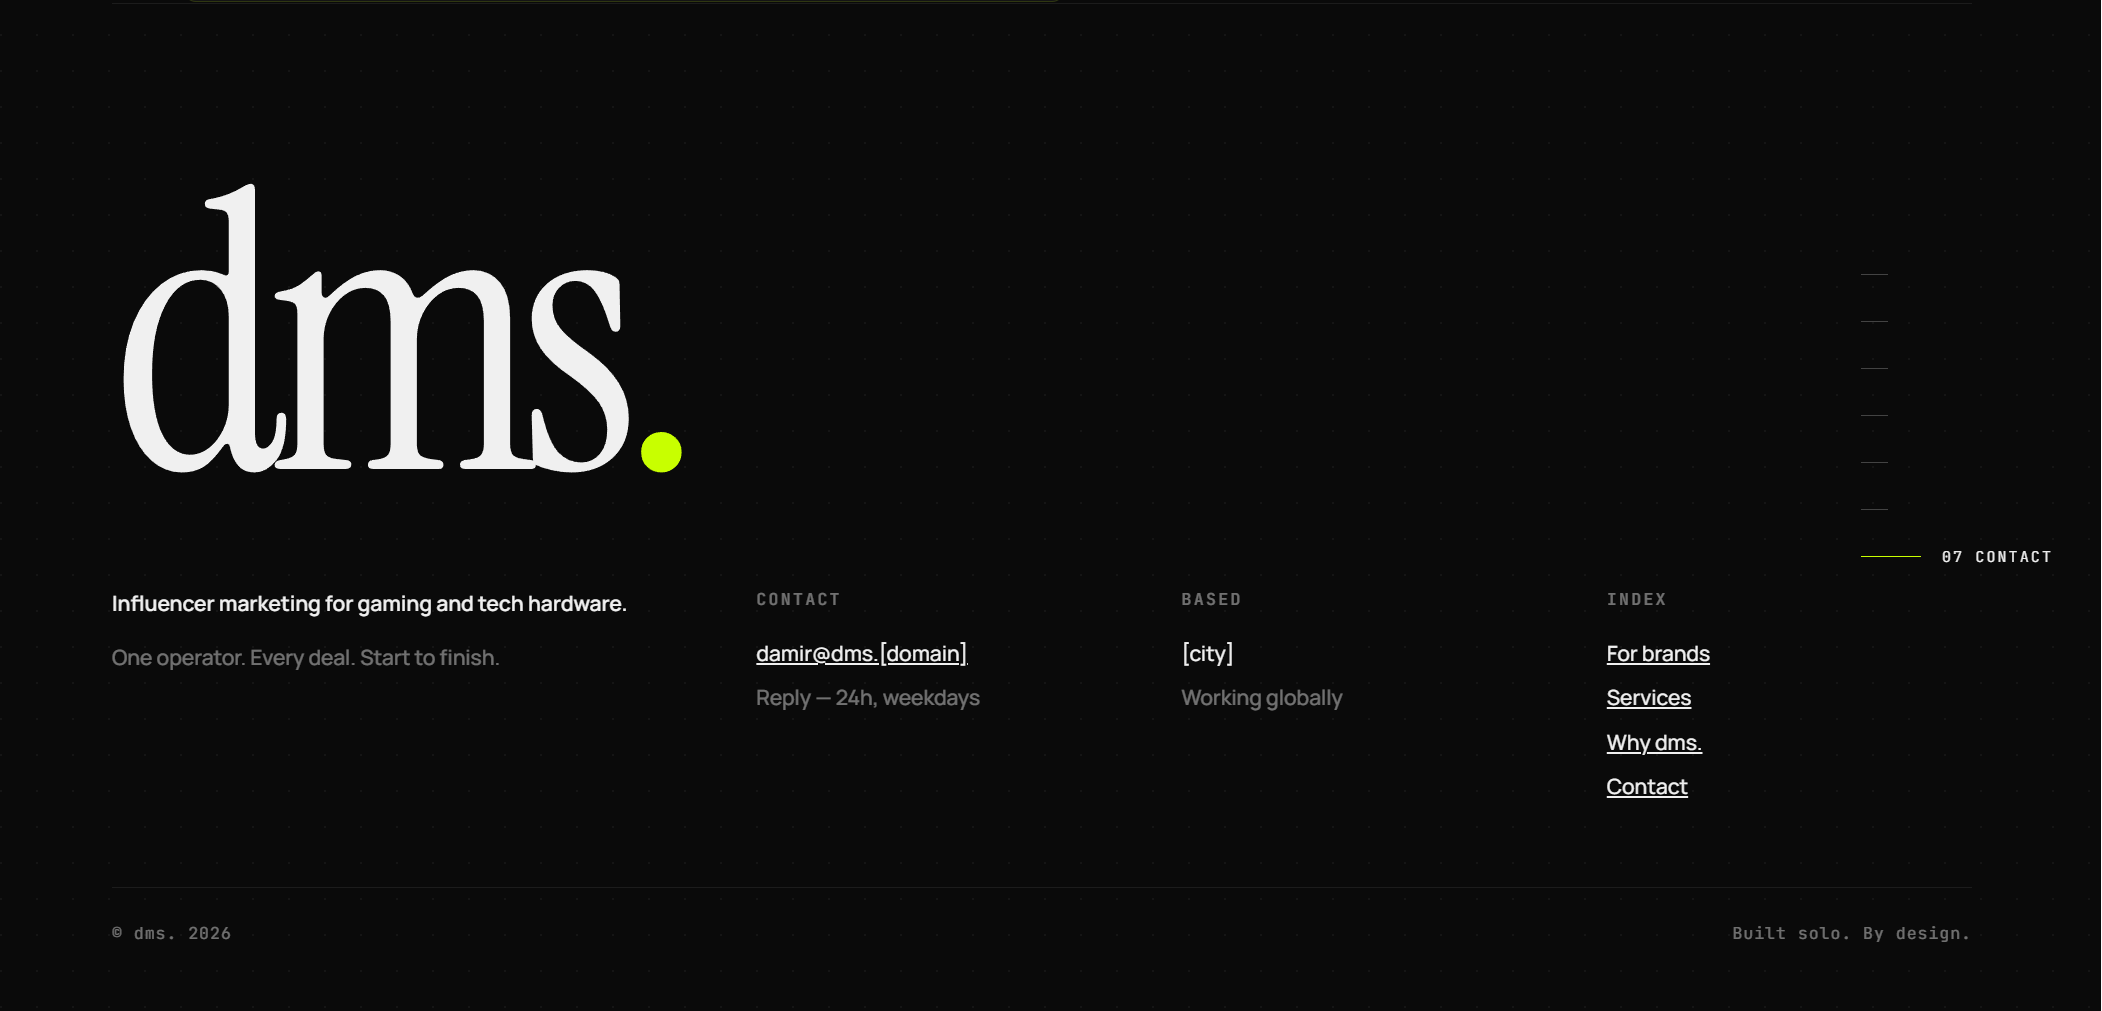 dms.
07 CONTACT
Influencer marketing for gaming and tech hardware.
One operator. Every deal. Start to finish.
CONTACT
damir@dms.[domain]
Reply — 24h, weekdays
BASED
[city]
Working globally
INDEX
For brands
Services
Why dms.
Contact
© dms. 2026
Built solo. By design.